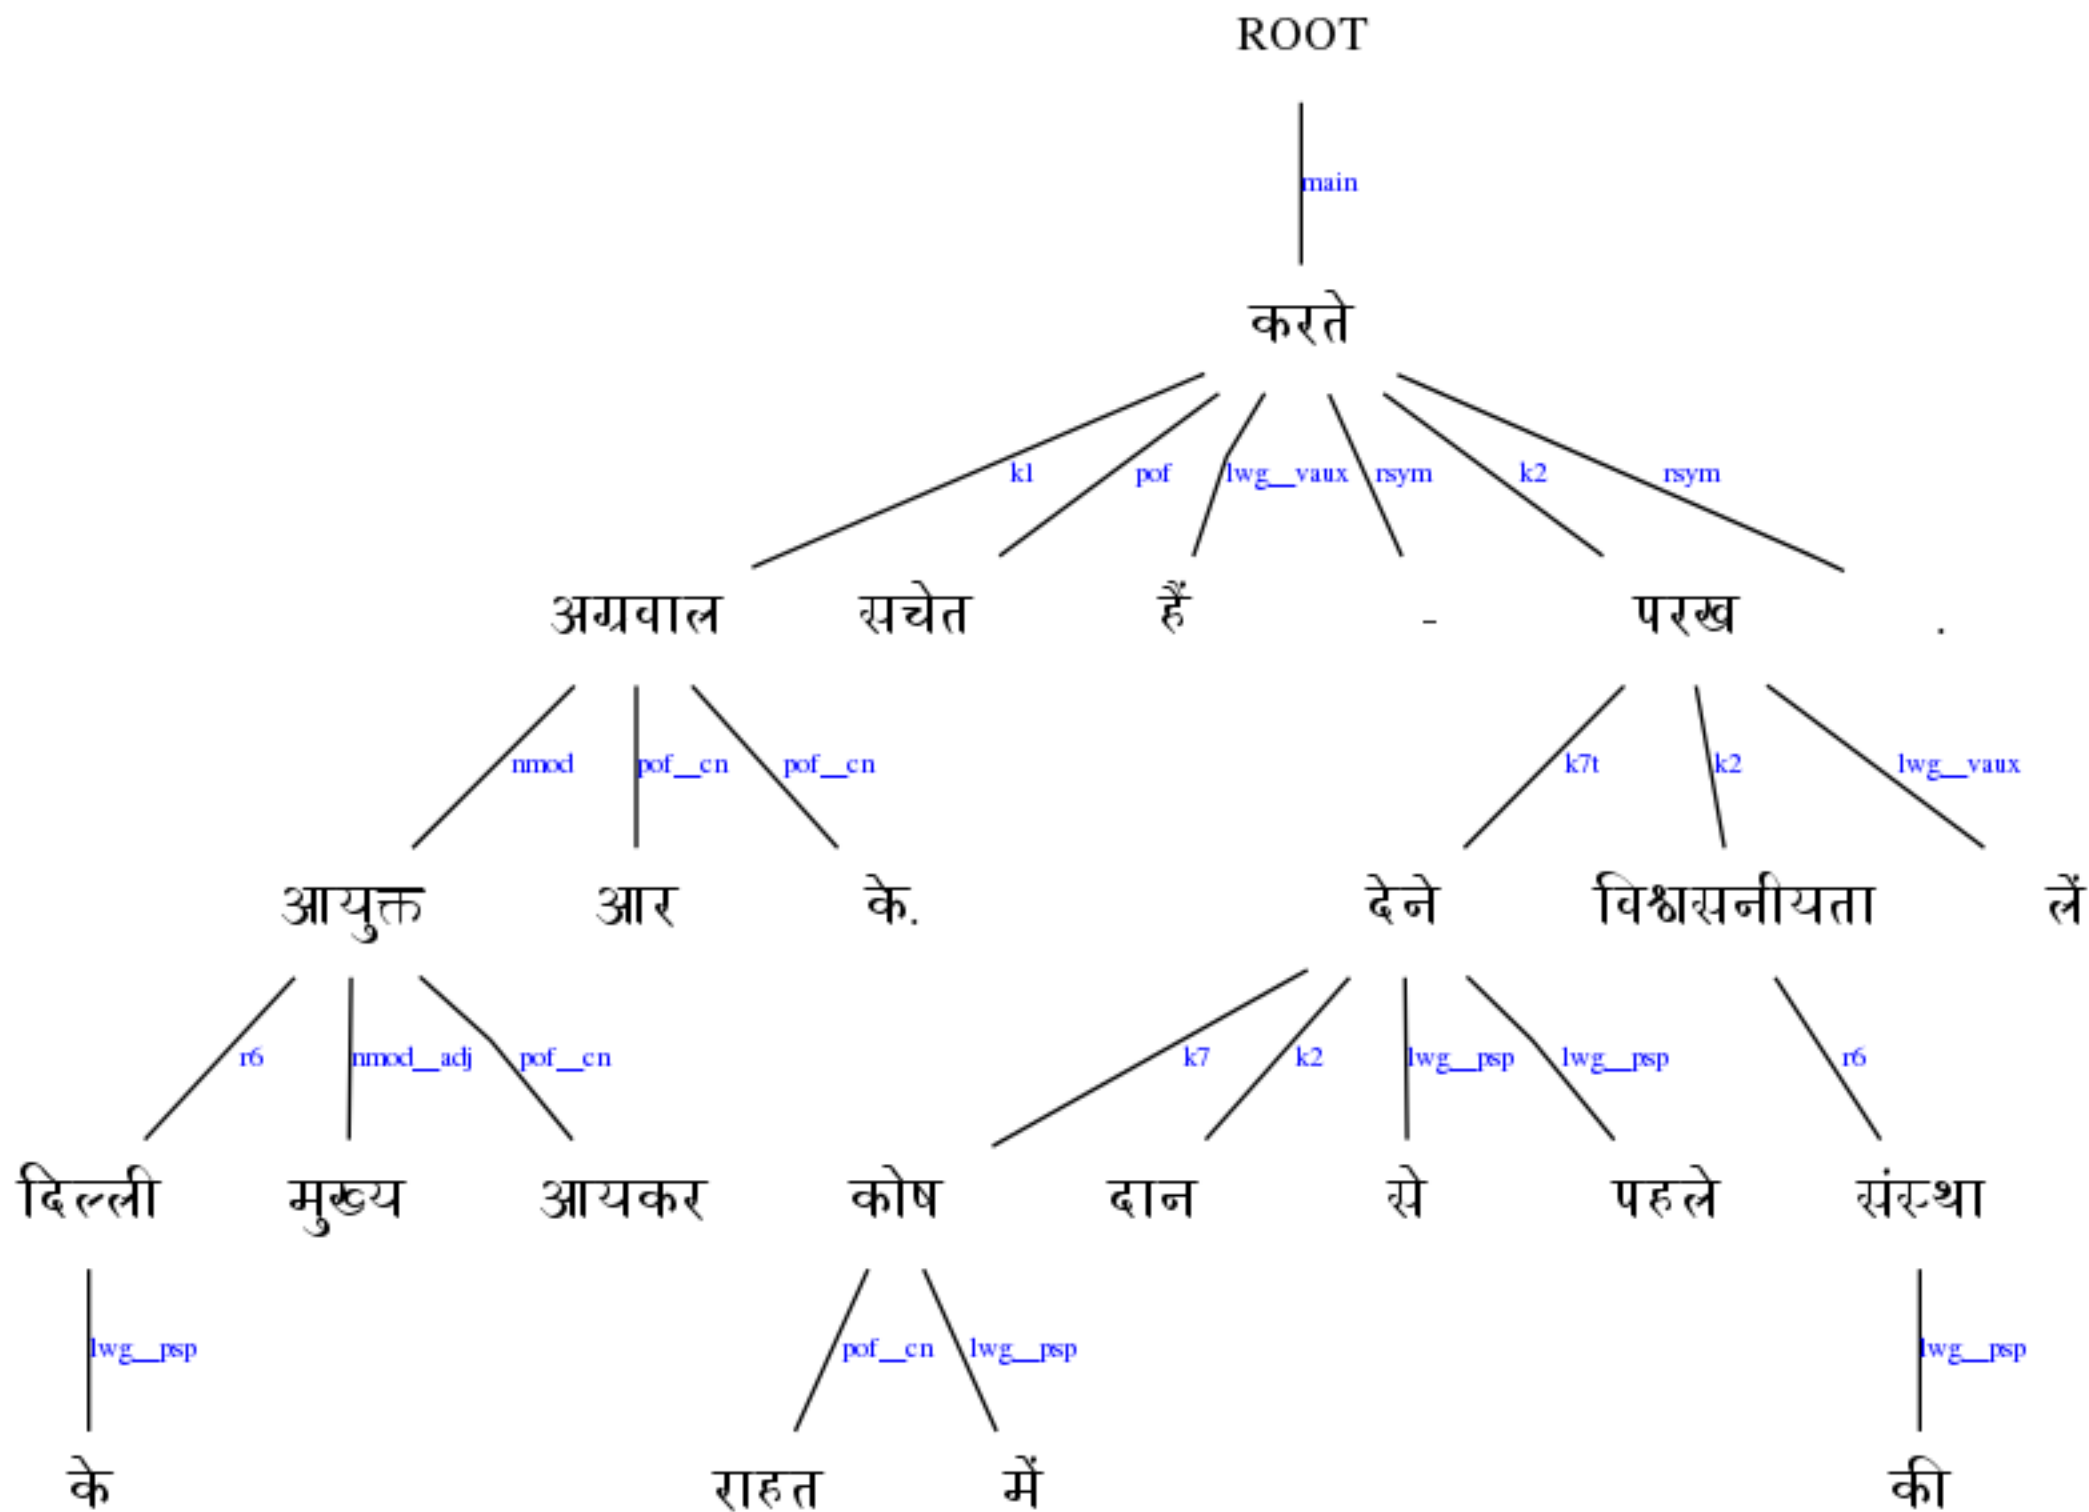 ROOT
main
करते
k1 pof lwg__vaux rsym k2 rsym
अग्रवाल सचेत हैं - परख .
nmod pof__cn pof__cn k7t k2 lwg__vaux
आयुक्त आर के. देने विश्वसनीयता लें
r6 nmod__adj pof__cn k7 k2 lwg__psp lwg__psp r6
दिल्ली मुख्य आयकर कोष दान से पहले संस्था
lwg__psp pof__cn lwg__psp lwg__psp
के राहत में की